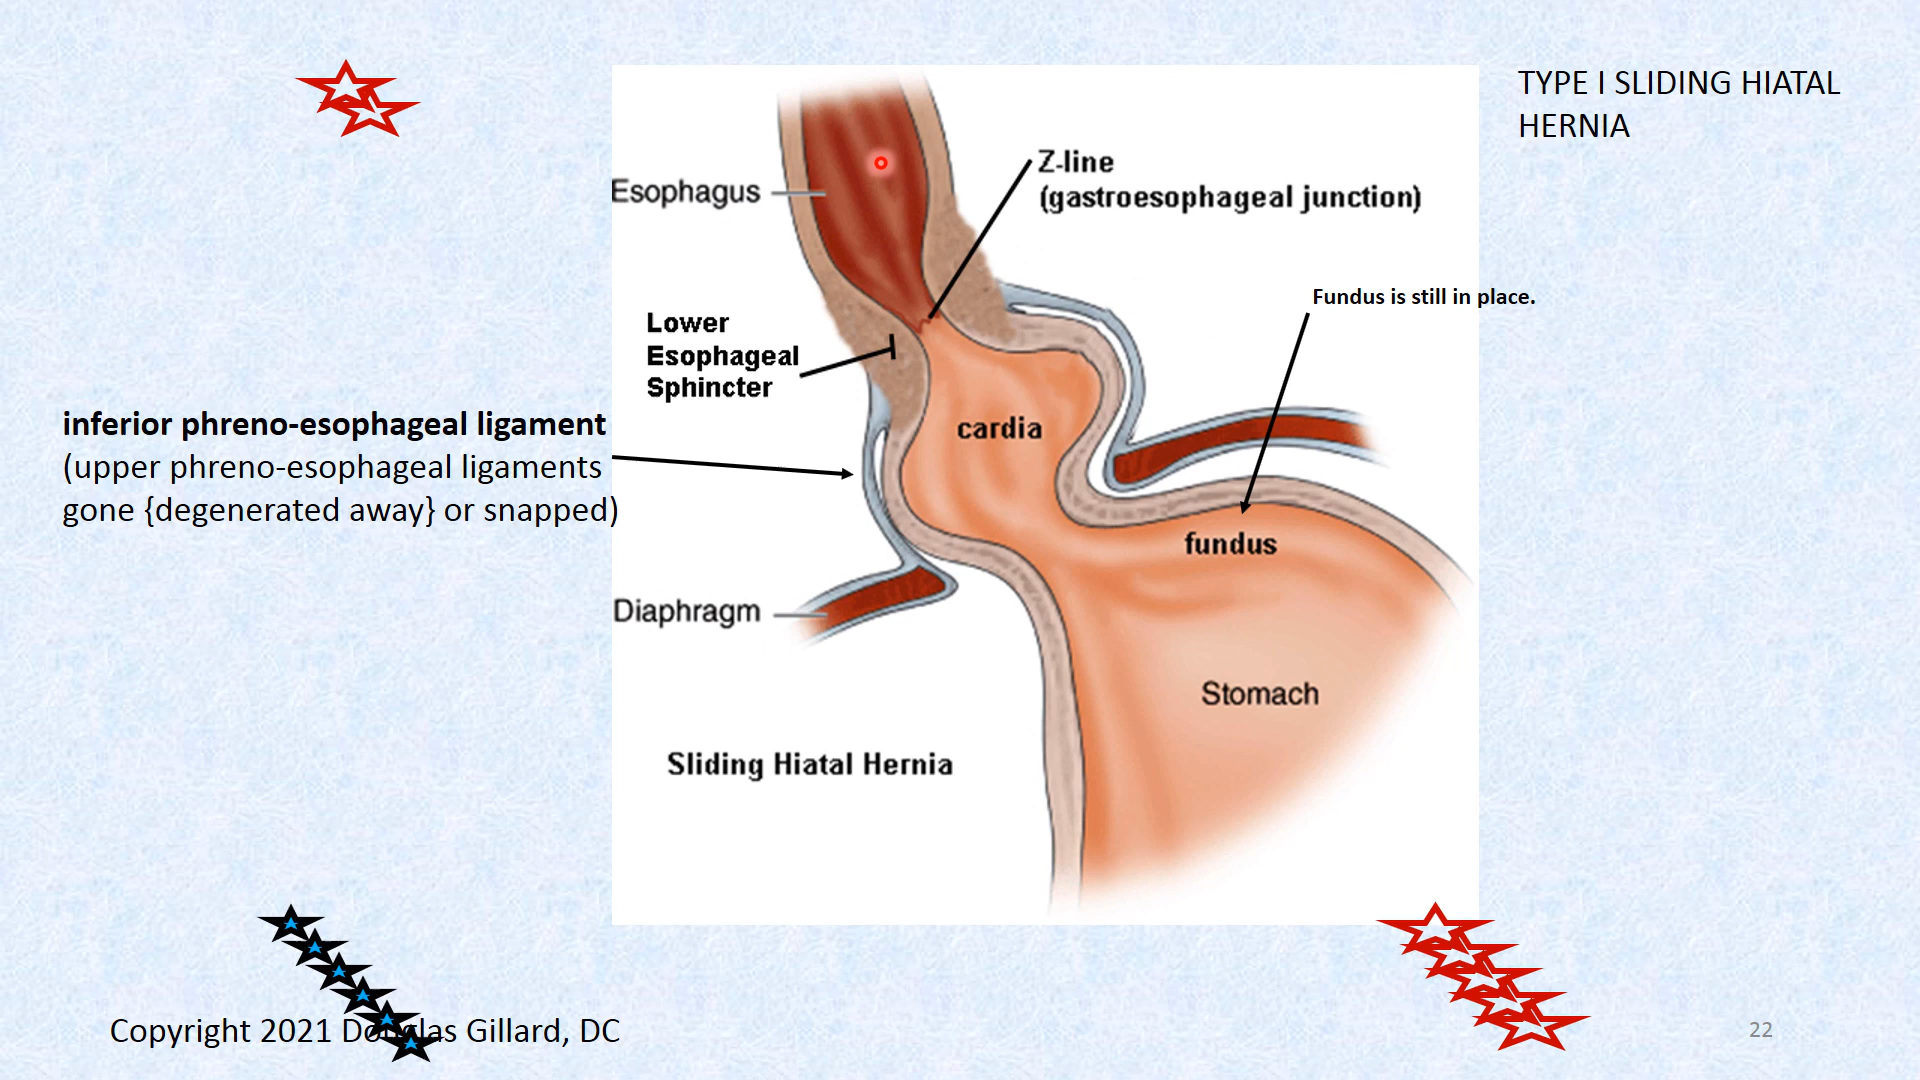 TYPE I SLIDING HIATAL
HERNIA
Z-line
(gastroesophageal junction)
Esophagus
Fundus is still in place.
Lower
Esophageal
Sphincter
inferior phreno-esophageal ligament
(upper phreno-esophageal ligaments
gone {degenerated away} or snapped)
cardia
fundus
Diaphragm
Stomach
Sliding Hiatal Hernia
Copyright 2021 Douglas Gillard, DC
22